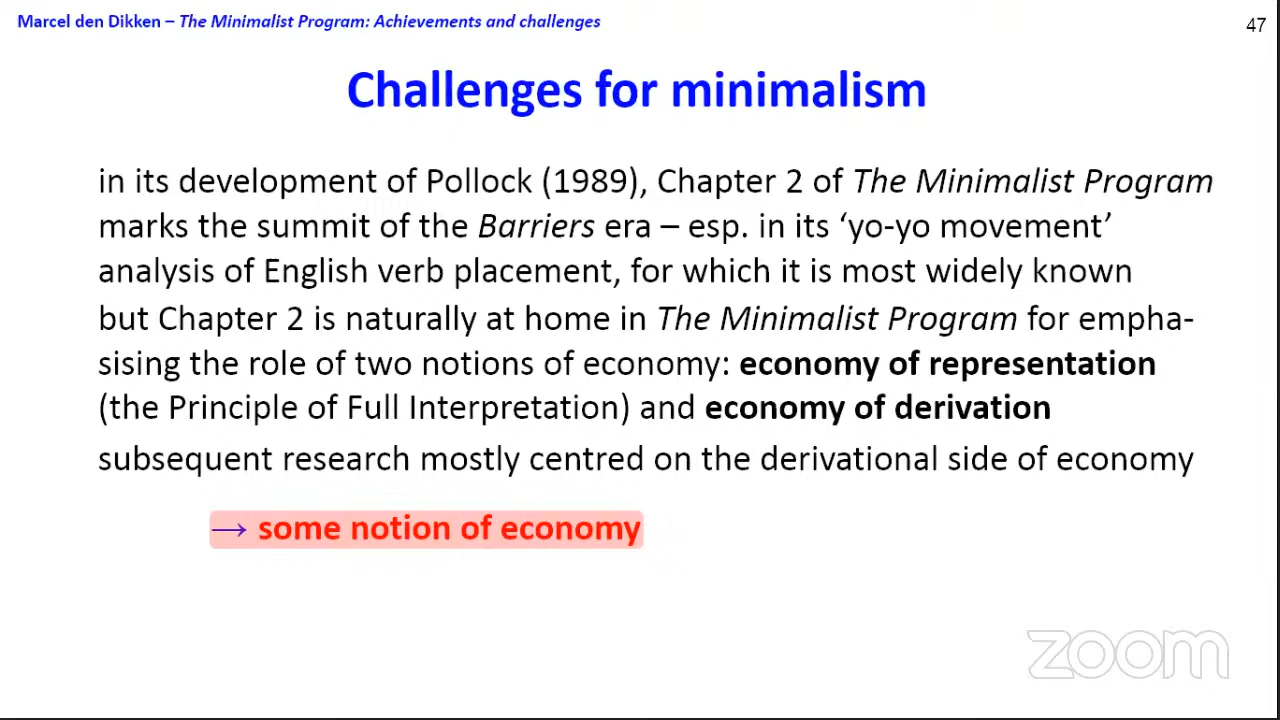 Marcel den Dikken – The Minimalist Program: Achievements and challenges
47
Challenges for minimalism
in its development of Pollock (1989), Chapter 2 of The Minimalist Program
marks the summit of the Barriers era – esp. in its ‘yo-yo movement’
analysis of English verb placement, for which it is most widely known
but Chapter 2 is naturally at home in The Minimalist Program for empha-
sising the role of two notions of economy: economy of representation
(the Principle of Full Interpretation) and economy of derivation
subsequent research mostly centred on the derivational side of economy
→ some notion of economy
zoom